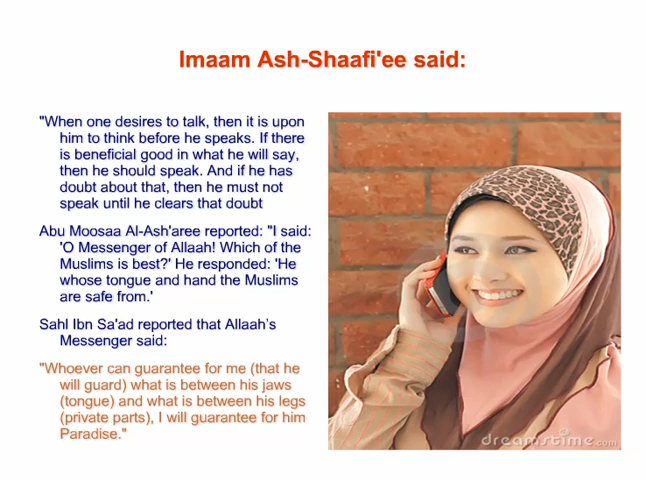 Imaam Ash-Shaafi'ee said:
"When one desires to talk, then it is upon
him to think before he speaks. If there
is beneficial good in what he will say,
then he should speak. And if he has
doubt about that, then he must not
speak until he clears that doubt
Abu Moosaa Al-Ash'aree reported: "I said:
'O Messenger of Allaah! Which of the
Muslims is best?' He responded: 'He
whose tongue and hand the Muslims
are safe from.'
Sahl Ibn Sa'ad reported that Allaah's
Messenger said:
"Whoever can guarantee for me (that he
will guard) what is between his jaws
(tongue) and what is between his legs
(private parts), I will guarantee for him
Paradise."
dreamstime.com